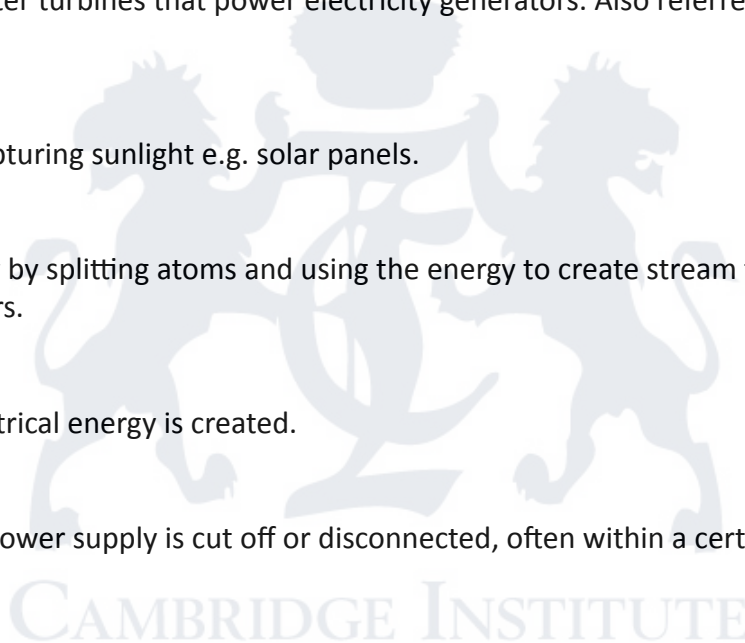 ter turbines that power electricity generators. Also referre
pturing sunlight e.g. solar panels.
by splitting atoms and using the energy to create stream
rs.
trical energy is created.
ower supply is cut off or disconnected, often within a cert
CAMBRIDGE INSTITUTE